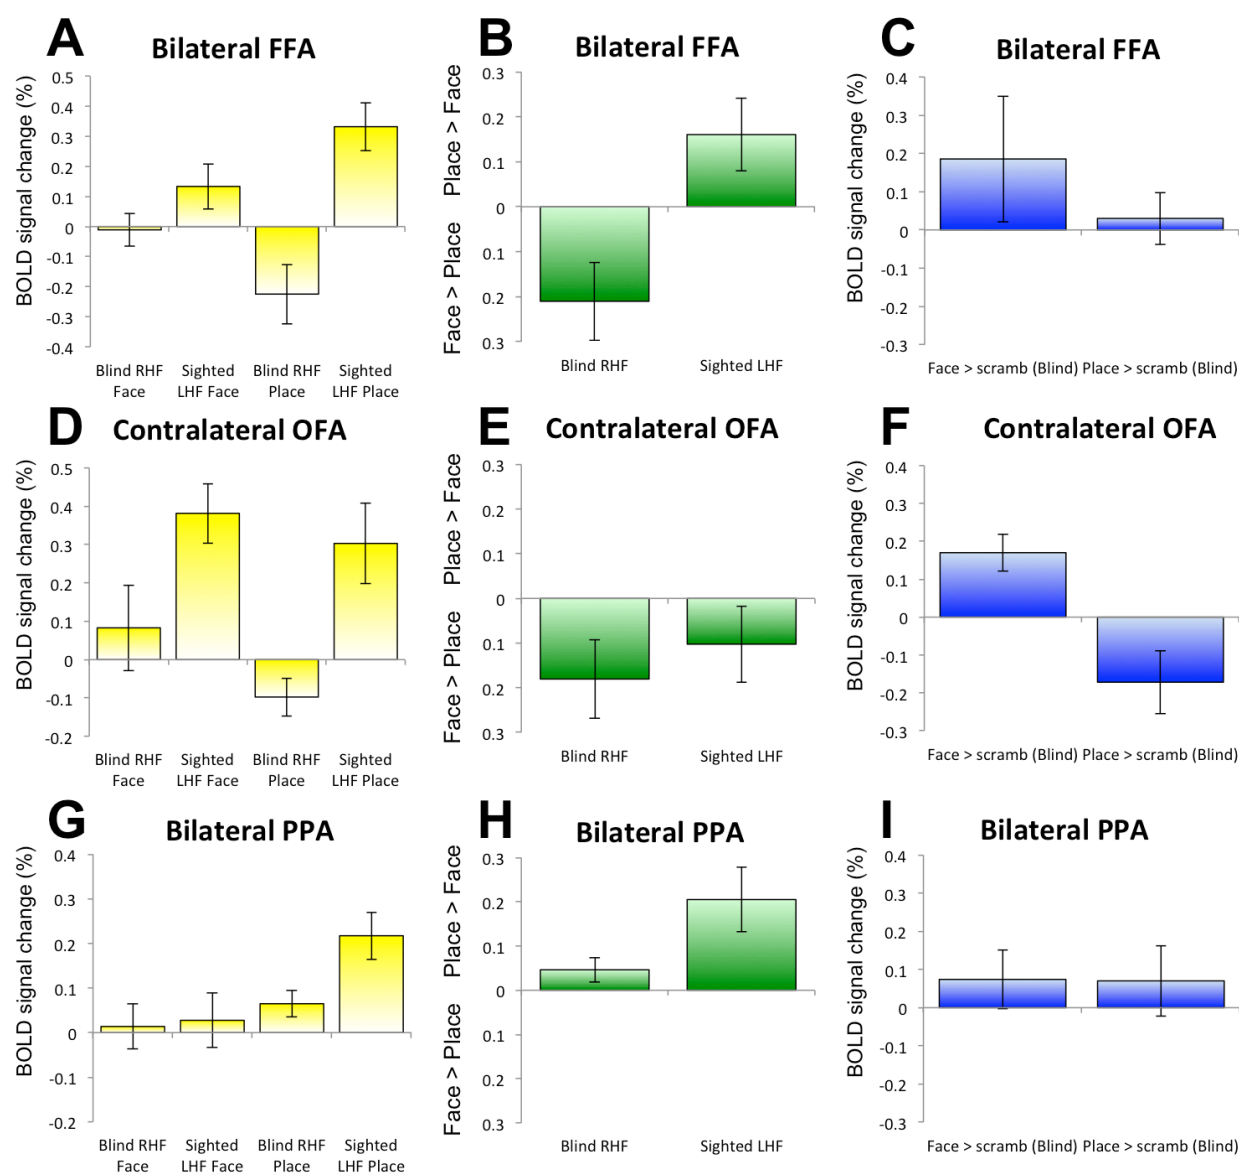 A
Bilateral FFA
BOLD signal change (%)
0.5
0.4
0.3
0.2
0.1
0
-0.1
-0.2
-0.3
-0.4
Blind RHF Face
Sighted LHF Face
Blind RHF Place
Sighted LHF Place
B
Bilateral FFA
Face > Place Place > Face
0.3
0.2
0.1
0
0.1
0.2
0.3
Blind RHF
Sighted LHF
C
Bilateral FFA
BOLD signal change (%)
0.4
0.3
0.2
0.1
0
-0.1
-0.2
-0.3
Face > scramb (Blind)
Place > scramb (Blind)
D
Contralateral OFA
BOLD signal change (%)
0.5
0.4
0.3
0.2
0.1
0
-0.1
-0.2
Blind RHF Face
Sighted LHF Face
Blind RHF Place
Sighted LHF Place
E
Contralateral OFA
Face > Place Place > Face
0.3
0.2
0.1
0
0.1
0.2
0.3
Blind RHF
Sighted LHF
F
Contralateral OFA
BOLD signal change (%)
0.4
0.3
0.2
0.1
0
-0.1
-0.2
-0.3
Face > scramb (Blind)
Place > scramb (Blind)
G
Bilateral PPA
BOLD signal change (%)
0.4
0.3
0.2
0.1
0
-0.1
-0.2
Blind RHF Face
Sighted LHF Face
Blind RHF Place
Sighted LHF Place
H
Bilateral PPA
Face > Place Place > Face
0.3
0.2
0.1
0
0.1
0.2
0.3
Blind RHF
Sighted LHF
I
Bilateral PPA
BOLD signal change (%)
0.4
0.3
0.2
0.1
0
-0.1
-0.2
-0.3
Face > scramb (Blind)
Place > scramb (Blind)